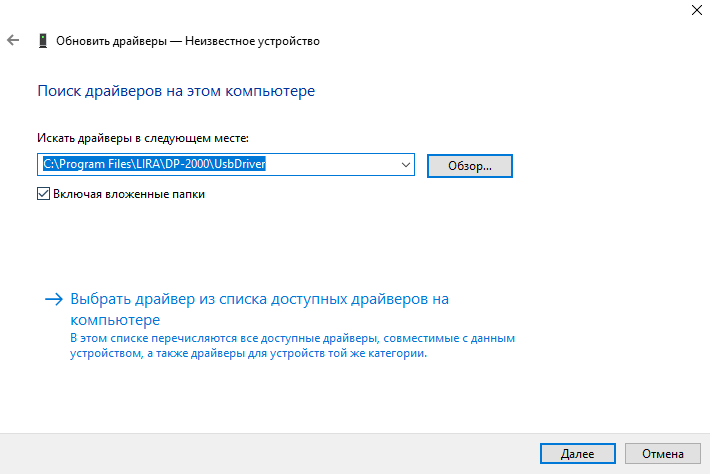 Обновить драйверы — Неизвестное устройство
Поиск драйверов на этом компьютере
Искать драйверы в следующем месте:
C:\Program Files\LIRA\DP-2000\UsbDriver
Обзор...
Включая вложенные папки
Выбрать драйвер из списка доступных драйверов на
компьютере
В этом списке перечисляются все доступные драйверы, совместимые с данным
устройством, а также драйверы для устройств той же категории.
Далее
Отмена